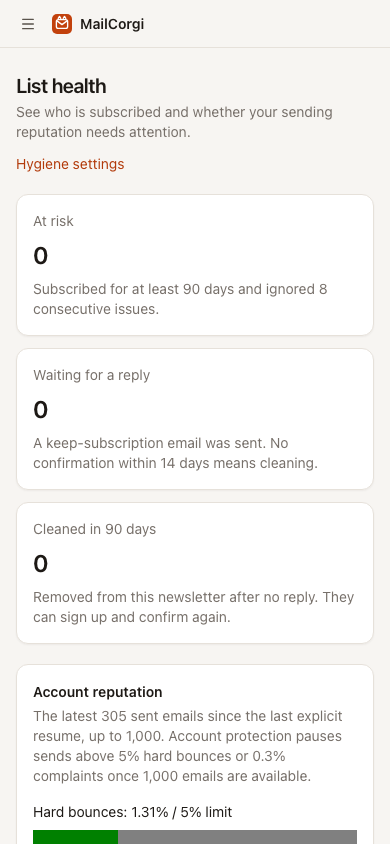 MailCorgi
List health
See who is subscribed and whether your sending
reputation needs attention.
Hygiene settings
At risk
0
Subscribed for at least 90 days and ignored 8
consecutive issues.
Waiting for a reply
0
A keep-subscription email was sent. No
confirmation within 14 days means cleaning.
Cleaned in 90 days
0
Removed from this newsletter after no reply. They
can sign up and confirm again.
Account reputation
The latest 305 sent emails since the last explicit
resume, up to 1,000. Account protection pauses
sends above 5% hard bounces or 0.3%
complaints once 1,000 emails are available.
Hard bounces: 1.31% / 5% limit